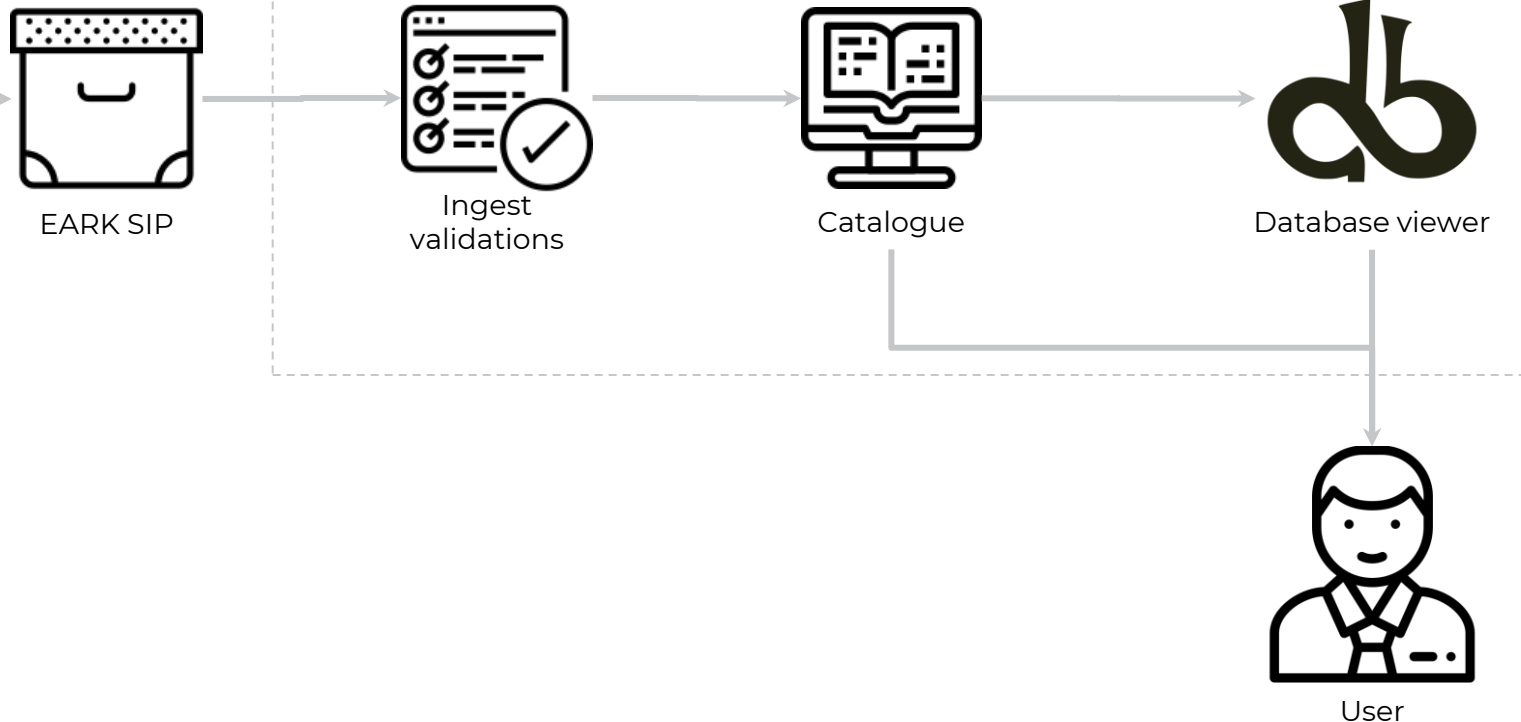 EARK SIP
Ingest
validations
Catalogue
Database viewer
User